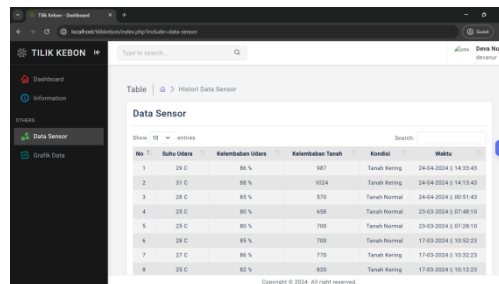 Tilik Kebon - Dashboard
localhost/tilikkebon/index.php?include=data-sensor
Guest
TILIK KEBON
Type to search...
Deva Nu
devanur
Dashboard
Information
OTHERS
Data Sensor
Grafik Data
Table > Histori Data Sensor
Data Sensor
Show 10 entries
Search:
No Suhu Udara Kelembaban Udara Kelembaban Tanah Kondisi Waktu
1 29 C 86 % 987 Tanah Kering 24-04-2024 || 14:33:43
2 31 C 88 % 1024 Tanah Kering 24-04-2024 || 14:13:43
3 28 C 85 % 570 Tanah Normal 24-04-2024 || 00:51:43
4 25 C 80 % 658 Tanah Normal 23-03-2024 || 07:48:10
5 25 C 80 % 700 Tanah Normal 23-03-2024 || 07:28:10
6 28 C 85 % 700 Tanah Normal 17-03-2024 || 10:52:23
7 27 C 86 % 770 Tanah Kering 17-03-2024 || 10:32:23
8 25 C 82 % 820 Tanah Kering 17-03-2024 || 10:12:23
Copyright © 2024. All right reserved.